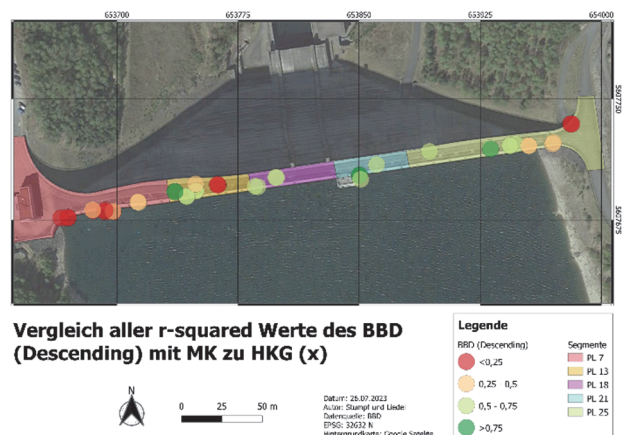 653700 653775 653850 653925 654000
5607750
5607675
Vergleich aller r-squared Werte des BBD
(Descending) mit MK zu HKG (x)
N
0 25 50 m
Datum: 26.07.2023
Autor: Stumpf und Liedel
Datenquelle: BBD
EPSG: 32632 N
Hintergrundkarte: Google Satelite
Legende
BBD (Descending)
<0,25
0,25 - 0,5
0,5 - 0,75
>0,75
Segmente
PL 7
PL 13
PL 18
PL 21
PL 25